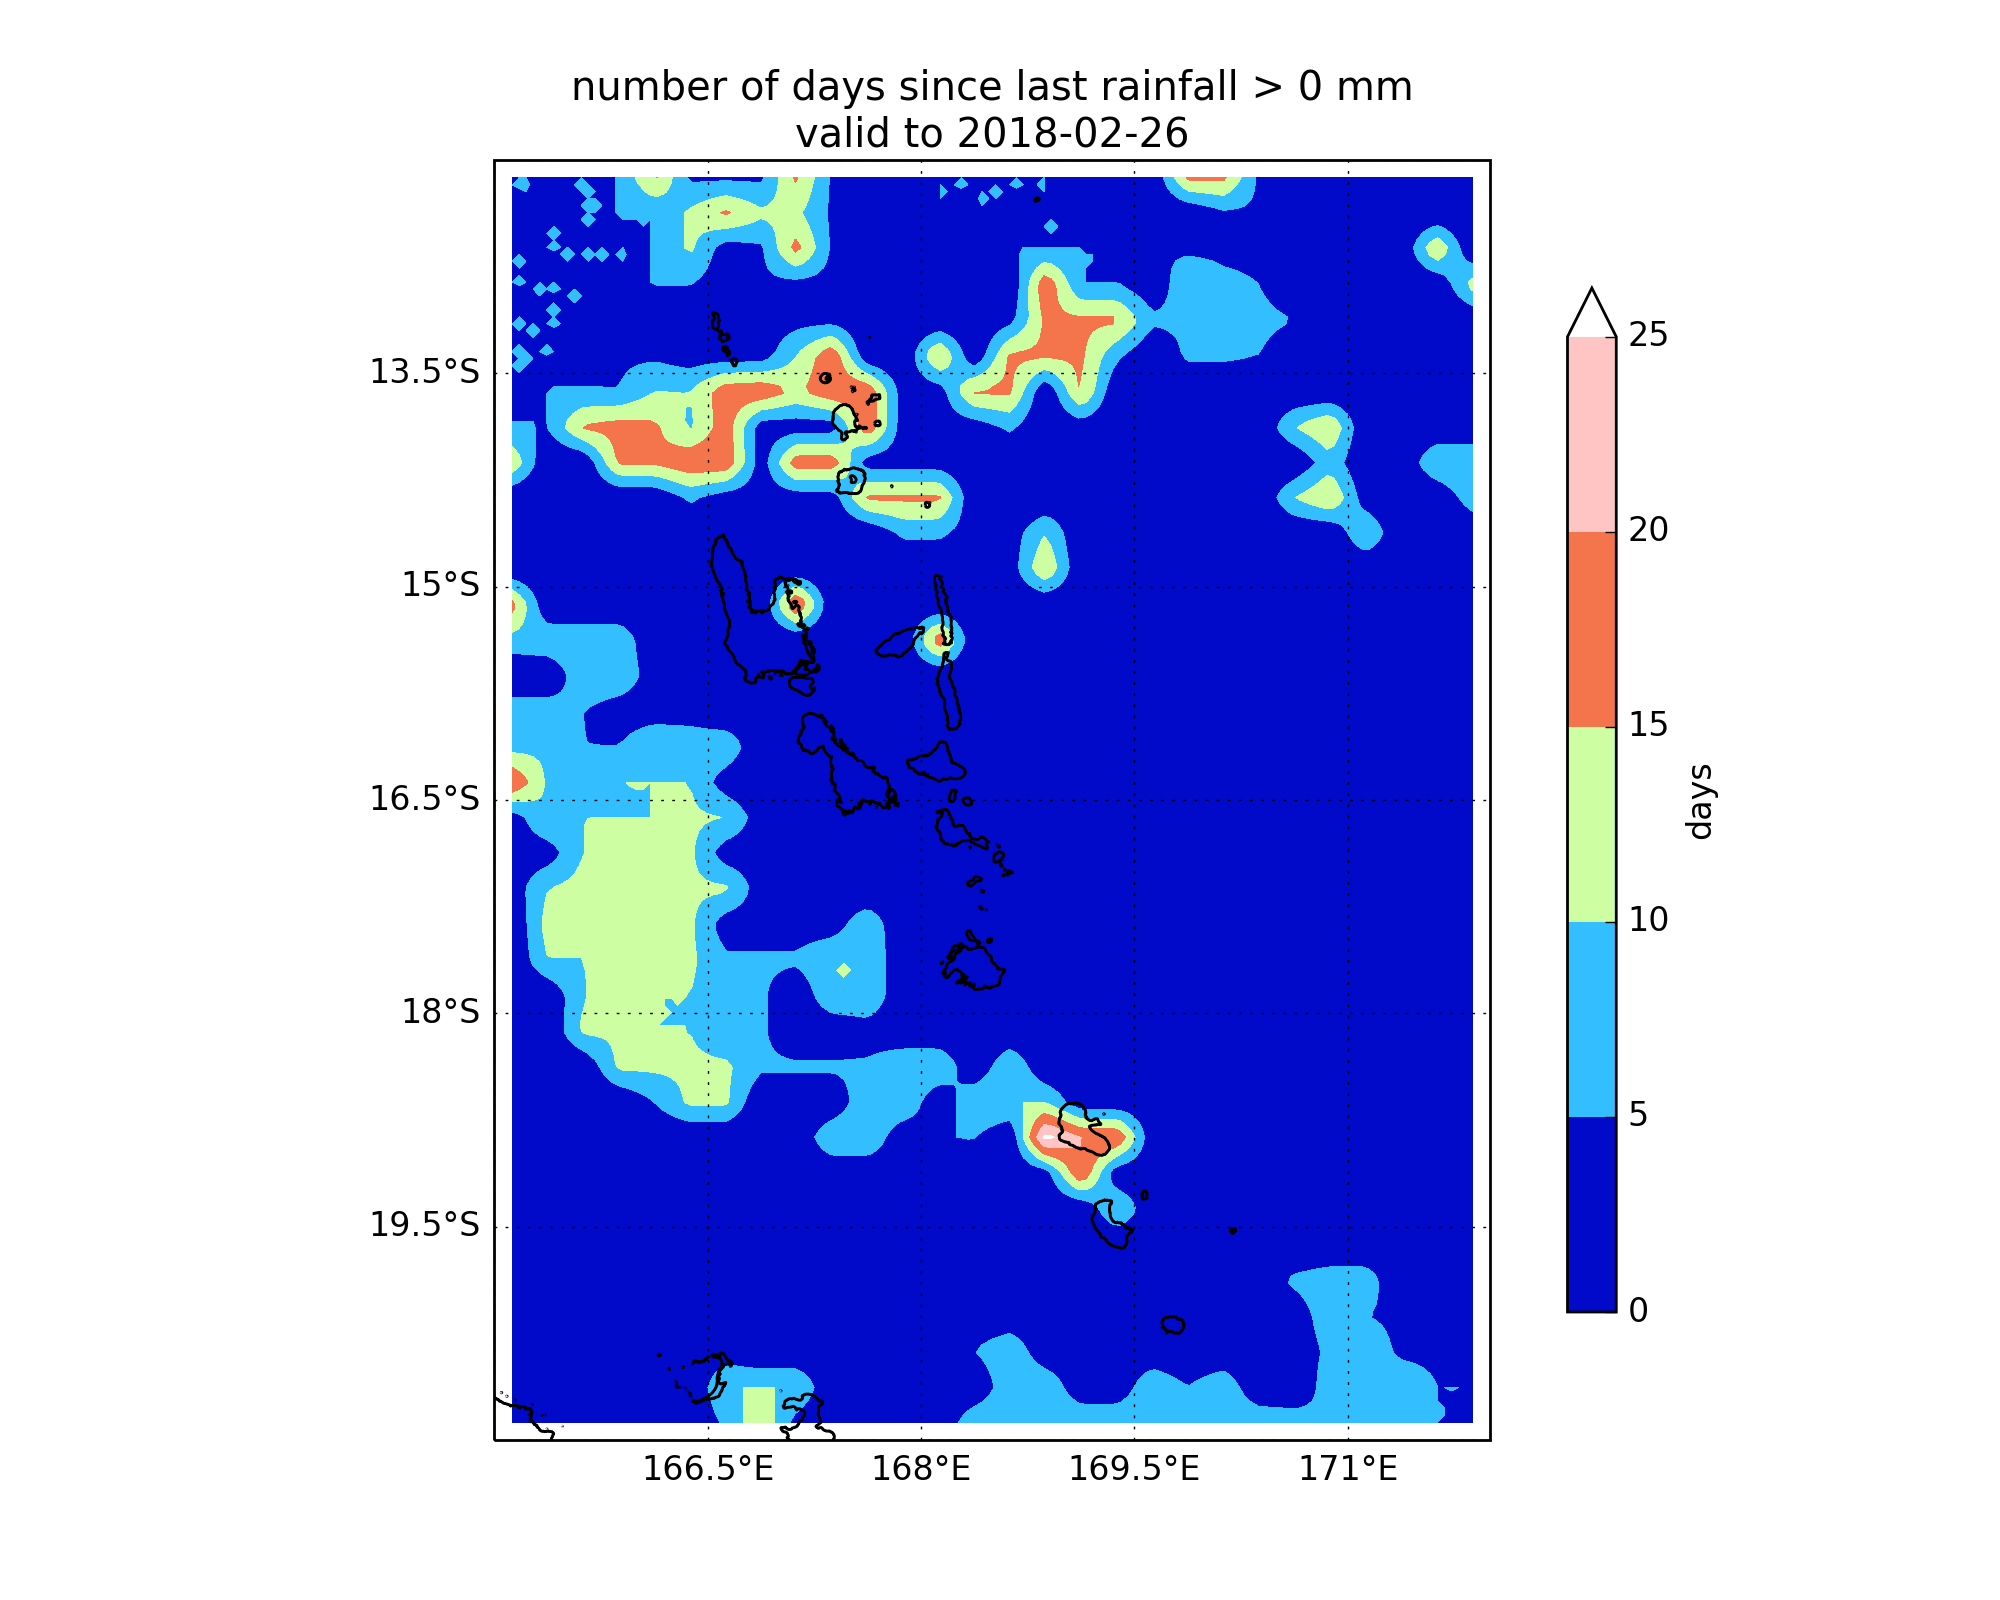 number of days since last rainfall > 0 mm
valid to 2018-02-26
13.5°S
15°S
16.5°S
18°S
19.5°S
166.5°E
168°E
169.5°E
171°E
25
20
15
10
5
0
days